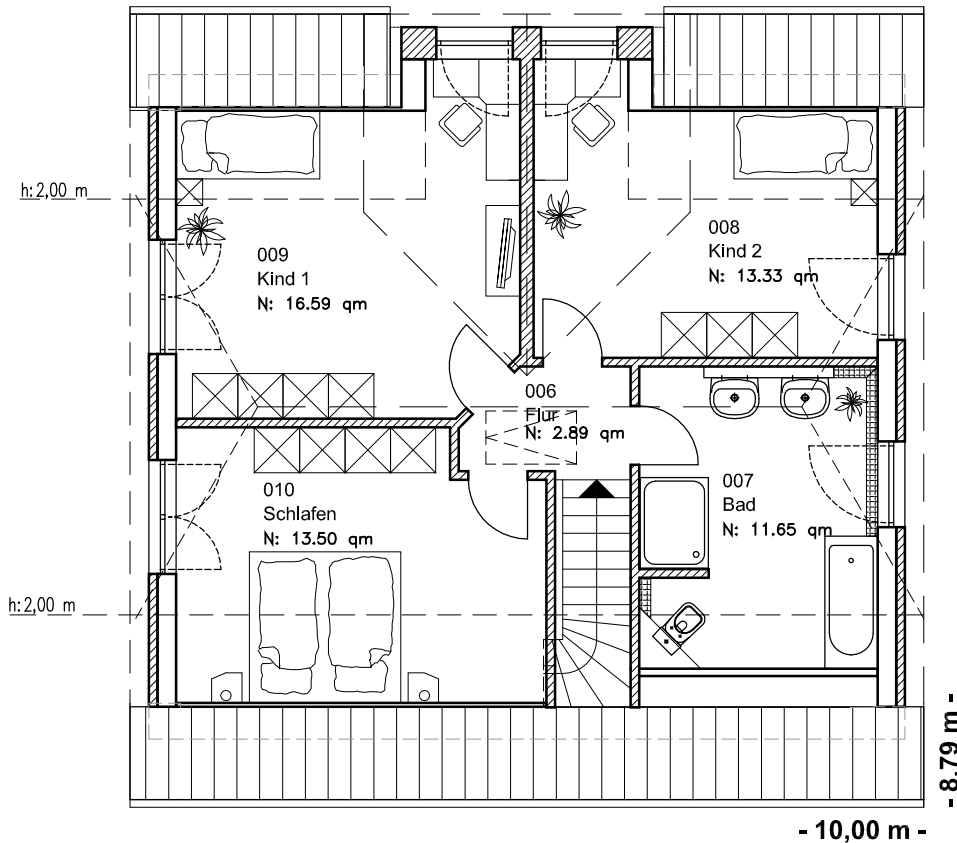 h:2,00 m
009
Kind 1
N: 16.59 qm
008
Kind 2
N: 13.33 qm
006
Flur
N: 2.89 qm
010
Schlafen
N: 13.50 qm
007
Bad
N: 11.65 qm
h:2,00 m
- 8.79 m -
- 10,00 m -